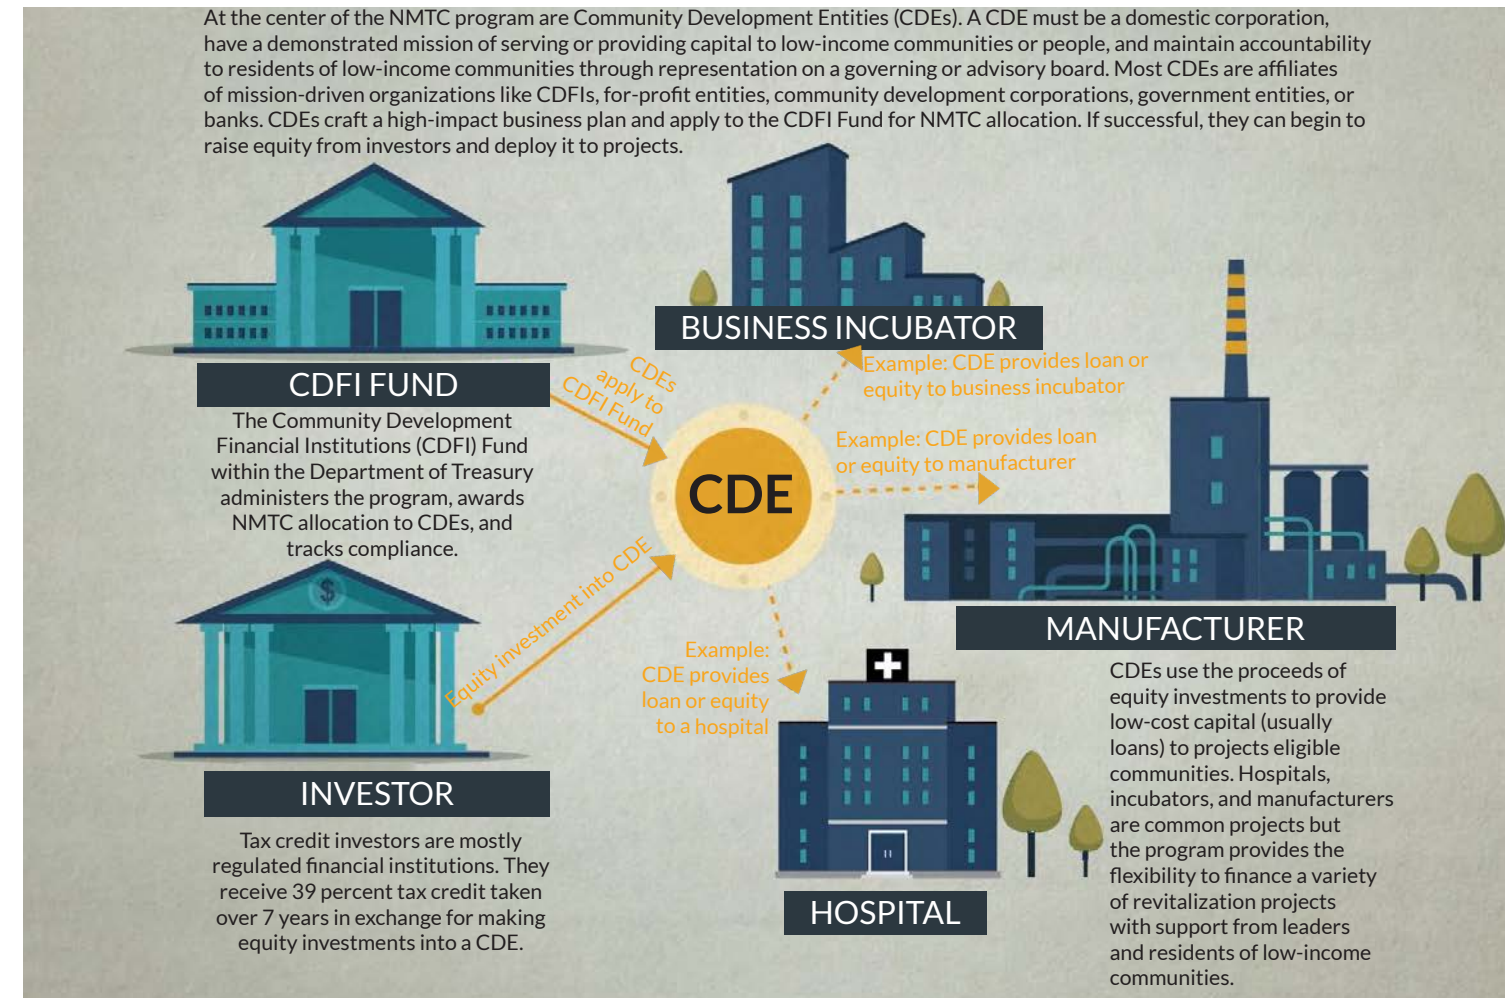 At the center of the NMTC program are Community Development Entities (CDEs). A CDE must be a domestic corporation,
have a demonstrated mission of serving or providing capital to low-income communities or people, and maintain accountability
to residents of low-income communities through representation on a governing or advisory board. Most CDEs are affiliates
of mission-driven organizations like CDFIs, for-profit entities, community development corporations, government entities, or
banks. CDEs craft a high-impact business plan and apply to the CDFI Fund for NMTC allocation. If successful, they can begin to
raise equity from investors and deploy it to projects.
BUSINESS INCUBATOR
CDFI FUND
CDEs
apply to
CDFI Fund
Example: CDE provides loan or
equity to business incubator
The Community Development
Financial Institutions (CDFI) Fund
within the Department of Treasury
administers the program, awards
NMTC allocation to CDEs, and
tracks compliance.
Example: CDE provides loan
or equity to manufacturer
CDE
Equity investment into CDE
$
MANUFACTURER
Example:
CDE provides
loan or equity
to a hospital
INVESTOR
Tax credit investors are mostly
regulated financial institutions. They
receive 39 percent tax credit taken
over 7 years in exchange for making
equity investments into a CDE.
HOSPITAL
CDEs use the proceeds of
equity investments to provide
low-cost capital (usually
loans) to projects eligible
communities. Hospitals,
incubators, and manufacturers
are common projects but
the program provides the
flexibility to finance a variety
of revitalization projects
with support from leaders
and residents of low-income
communities.